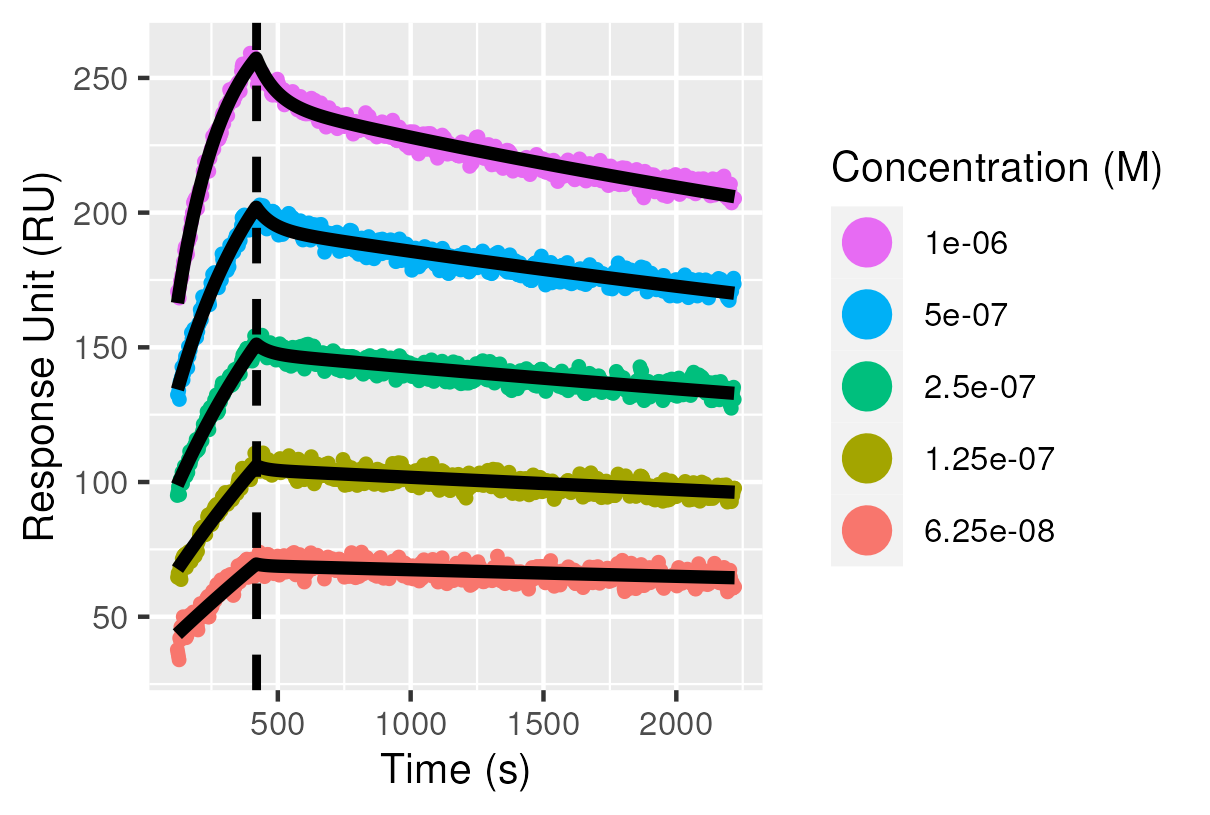 Response Unit (RU)
250
200
150
100
50
500
1000
1500
2000
Time (s)
Concentration (M)
1e-06
5e-07
2.5e-07
1.25e-07
6.25e-08